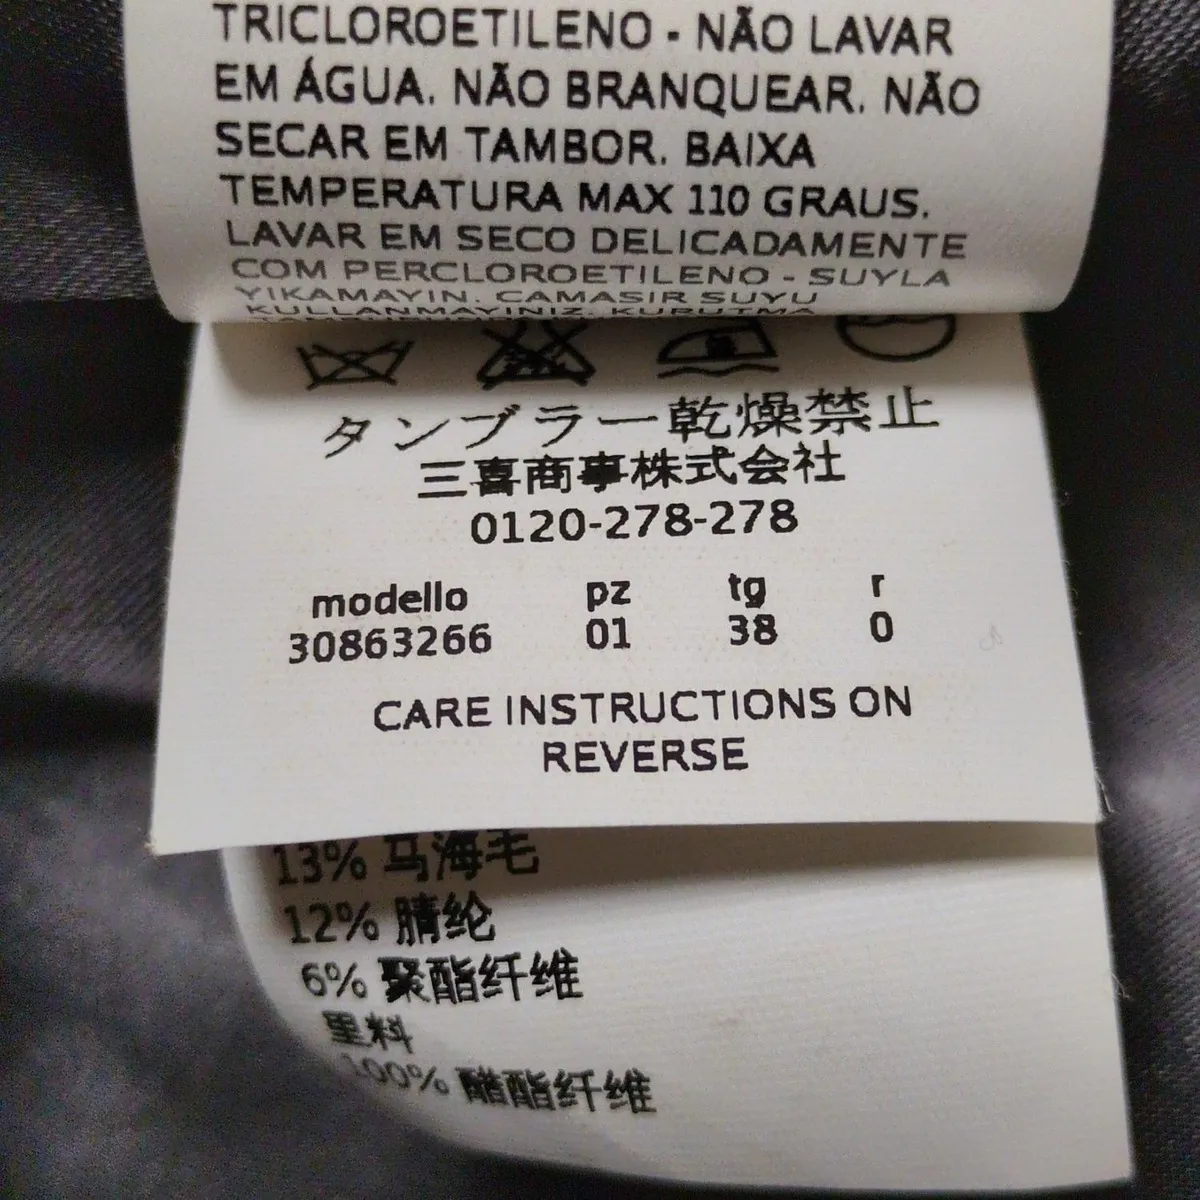 TRICLOROETILENO - NÃO LAVAR
EM ÁGUA. NÃO BRANQUEAR. NÃO
SECAR EM TAMBOR. BAIXA
TEMPERATURA MAX 110 GRAUS.
LAVAR EM SECO DELICADAMENTE
COM PERCLOROETILENO - SUYLA
YIKAMAYIN. CAMASIR SUYU
KULLANMAYINIZ. KURUTMA
タンブラー乾燥禁止
三喜商事株式会社
0120-278-278
modello pz tg r
30863266 01 38 0
CARE INSTRUCTIONS ON
REVERSE
13% 马海毛
12% 腈纶
6% 聚酯纤维
里料
100% 醋酯纤维